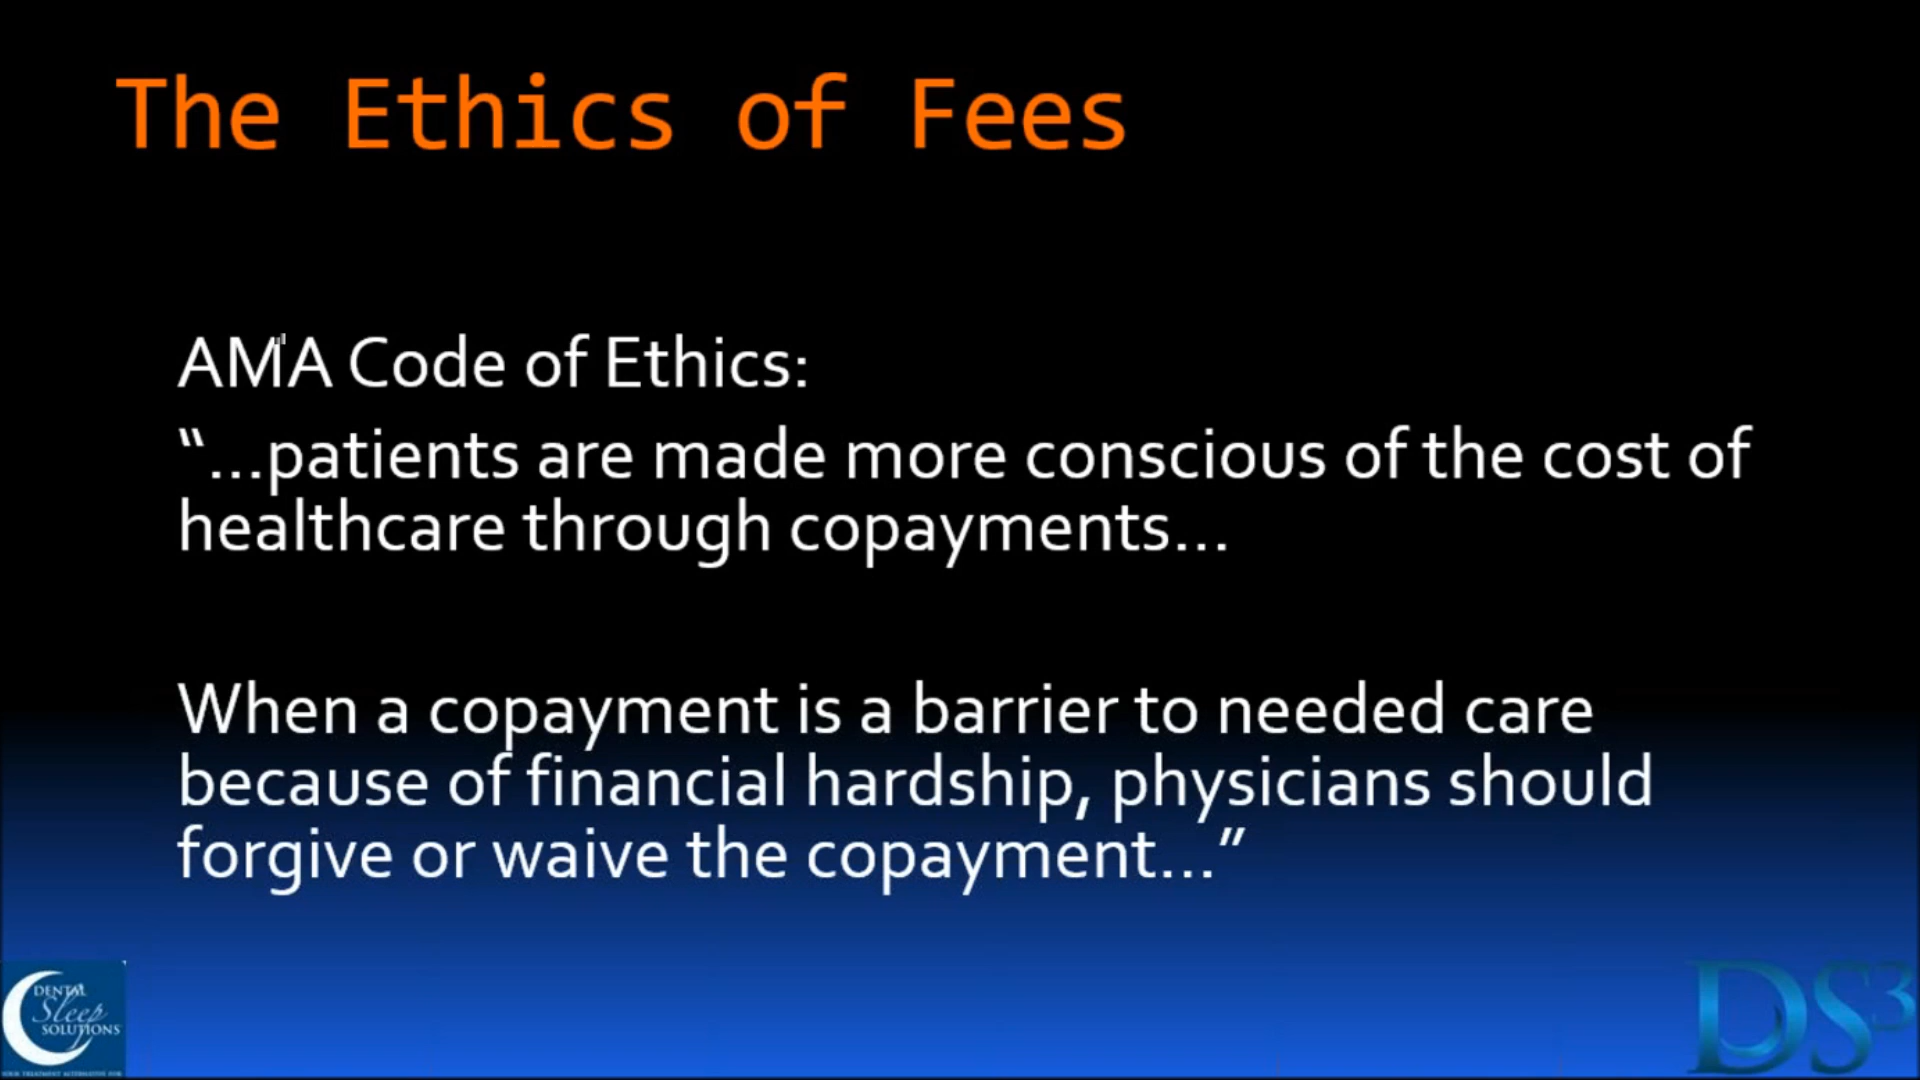 The Ethics of Fees
AMA Code of Ethics:
“...patients are made more conscious of the cost of
healthcare through copayments...
When a copayment is a barrier to needed care
because of financial hardship, physicians should
forgive or waive the copayment...”
DENTAL
Sleep
SOLUTIONS
DS3